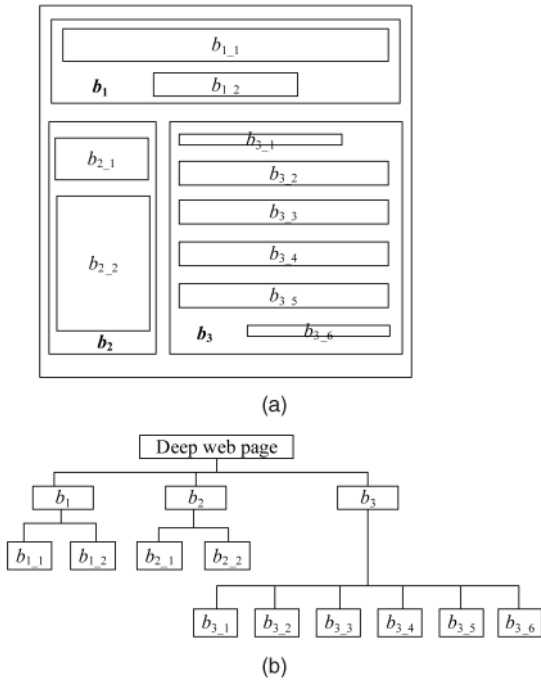 b1_1
b1
b1_2
b2_1
b2_2
b2
b3_1
b3_2
b3_3
b3_4
b3_5
b3
b3_6
(a)
Deep web page
b1 b2 b3
b1_1 b1_2 b2_1 b2_2
b3_1 b3_2 b3_3 b3_4 b3_5 b3_6
(b)